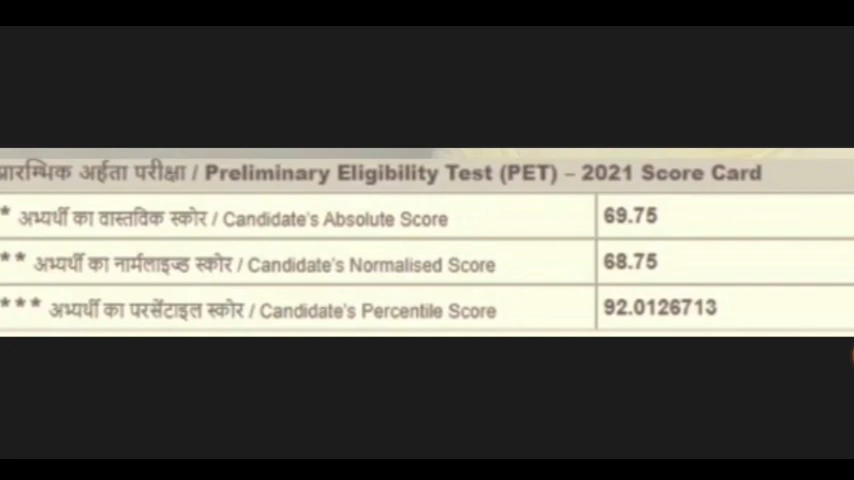 प्रारम्भिक अर्हता परीक्षा / Preliminary Eligibility Test (PET) – 2021 Score Card
* अभ्यर्थी का वास्तविक स्कोर / Candidate's Absolute Score 69.75
** अभ्यर्थी का नार्मलाइज्ड स्कोर / Candidate's Normalised Score 68.75
*** अभ्यर्थी का परसेंटाइल स्कोर / Candidate's Percentile Score 92.0126713